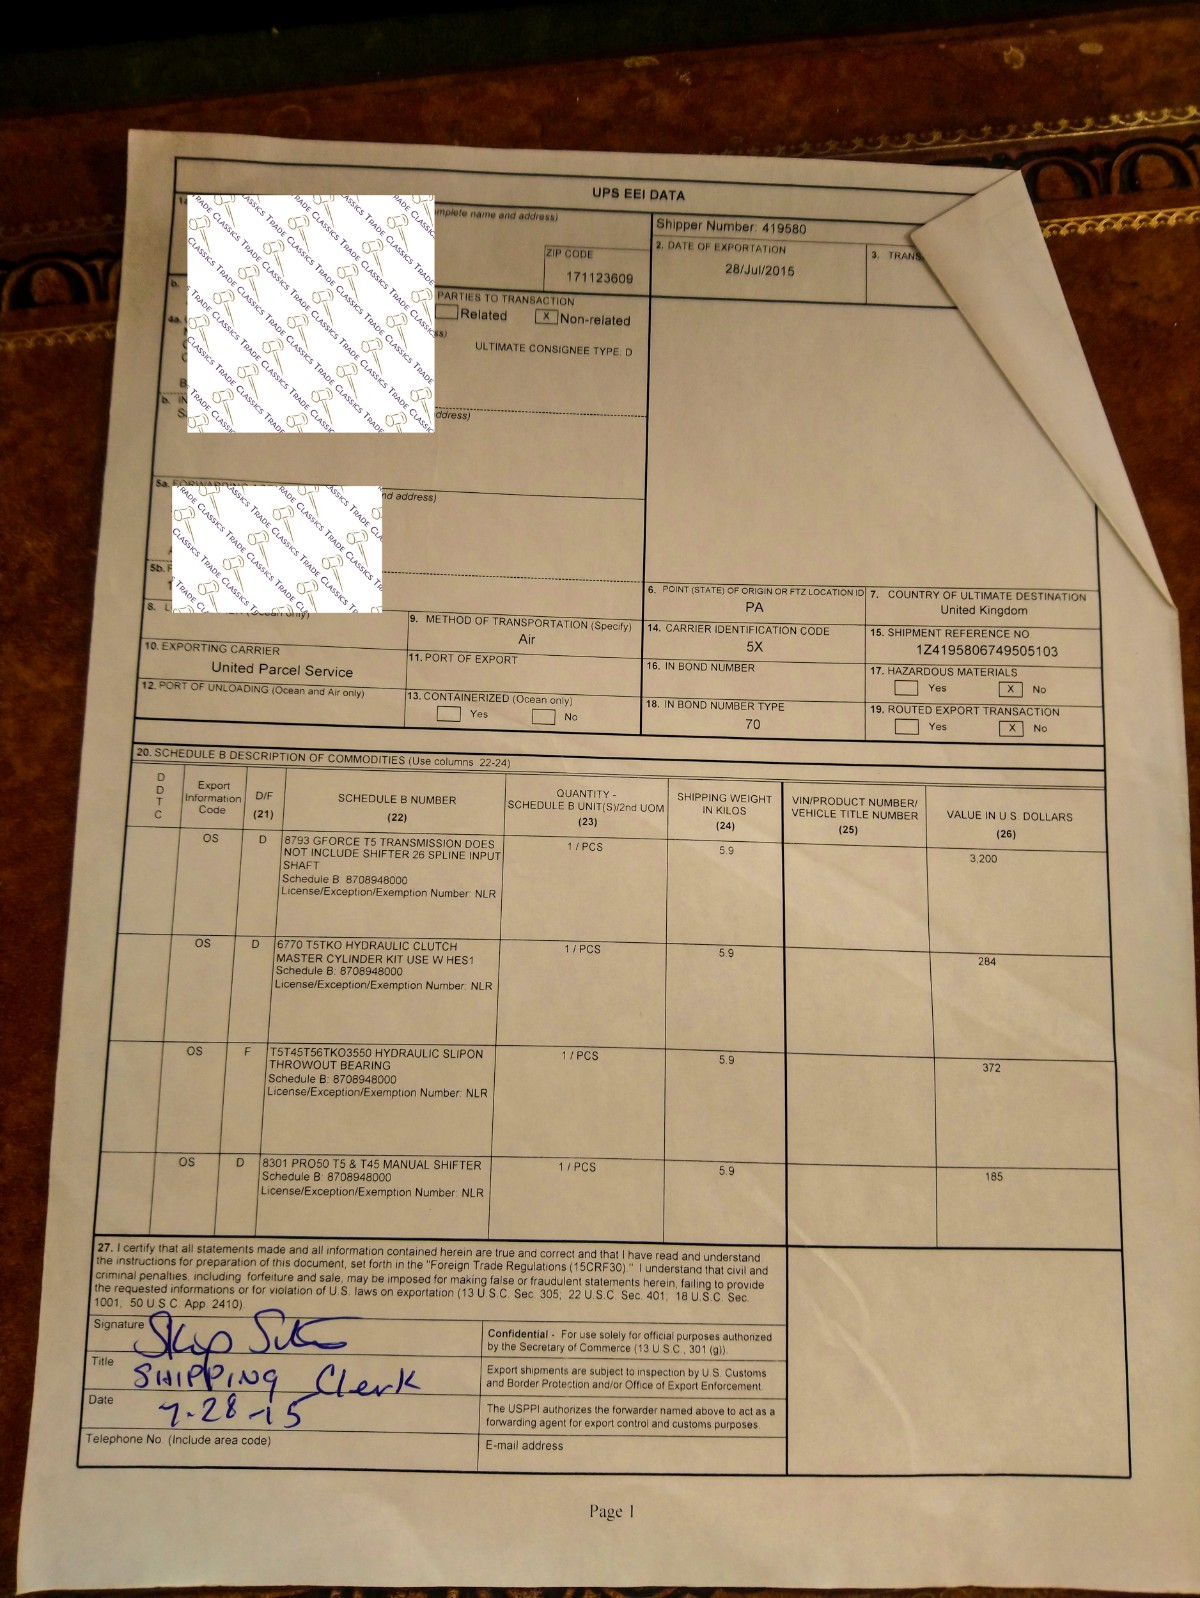 UPS EEI DATA
mplete name and address)
ZIP CODE
171123609
Shipper Number: 419580
2. DATE OF EXPORTATION
28/Jul/2015
3. TRANS
b.
PARTIES TO TRANSACTION
Related X Non-related
4a.
ss)
ULTIMATE CONSIGNEE TYPE: D
b. IN
ddress)
5a. FORWARDING
nd address)
5b. F
6. POINT (STATE) OF ORIGIN OR FTZ LOCATION ID
PA
7. COUNTRY OF ULTIMATE DESTINATION
United Kingdom
8. L
(Ocean only)
9. METHOD OF TRANSPORTATION (Specify)
Air
14. CARRIER IDENTIFICATION CODE
5X
15. SHIPMENT REFERENCE NO
1Z4195806749505103
10. EXPORTING CARRIER
United Parcel Service
11. PORT OF EXPORT
16. IN BOND NUMBER
17. HAZARDOUS MATERIALS
Yes X No
12. PORT OF UNLOADING (Ocean and Air only)
13. CONTAINERIZED (Ocean only)
Yes No
18. IN BOND NUMBER TYPE
70
19. ROUTED EXPORT TRANSACTION
Yes X No
20. SCHEDULE B DESCRIPTION OF COMMODITIES (Use columns 22-24)
D
D
T
C
Export
Information
Code
D/F
(21)
SCHEDULE B NUMBER
(22)
QUANTITY -
SCHEDULE B UNIT(S)/2nd UOM
(23)
SHIPPING WEIGHT
IN KILOS
(24)
VIN/PRODUCT NUMBER/
VEHICLE TITLE NUMBER
(25)
VALUE IN U.S. DOLLARS
(26)
OS D 8793 GFORCE T5 TRANSMISSION DOES 1 / PCS 5.9 3,200
NOT INCLUDE SHIFTER 26 SPLINE INPUT
SHAFT
Schedule B: 8708948000
License/Exception/Exemption Number: NLR
OS D 6770 T5TKO HYDRAULIC CLUTCH 1 / PCS 5.9 284
MASTER CYLINDER KIT USE W HES1
Schedule B: 8708948000
License/Exception/Exemption Number: NLR
OS F T5T45T56TKO3550 HYDRAULIC SLIPON 1 / PCS 5.9 372
THROWOUT BEARING
Schedule B: 8708948000
License/Exception/Exemption Number: NLR
OS D 8301 PRO50 T5 & T45 MANUAL SHIFTER 1 / PCS 5.9 185
Schedule B: 8708948000
License/Exception/Exemption Number: NLR
27. I certify that all statements made and all information contained herein are true and correct and that I have read and understand
the instructions for preparation of this document, set forth in the "Foreign Trade Regulations (15CRF30)." I understand that civil and
criminal penalties, including forfeiture and sale, may be imposed for making false or fraudulent statements herein, failing to provide
the requested informations or for violation of U.S. laws on exportation (13 U.S.C. Sec. 305; 22 U.S.C. Sec. 401; 18 U.S.C. Sec.
1001; 50 U.S.C. App. 2410).
Signature Skip
Title SHIPPING Clerk
Date 7-28-15
Telephone No. (Include area code)
Confidential - For use solely for official purposes authorized
by the Secretary of Commerce (13 U.S.C., 301 (g)).
Export shipments are subject to inspection by U.S. Customs
and Border Protection and/or Office of Export Enforcement.
The USPPI authorizes the forwarder named above to act as a
forwarding agent for export control and customs purposes.
E-mail address
Page 1
TRADE CLASSICS
TRADE CLASSICS